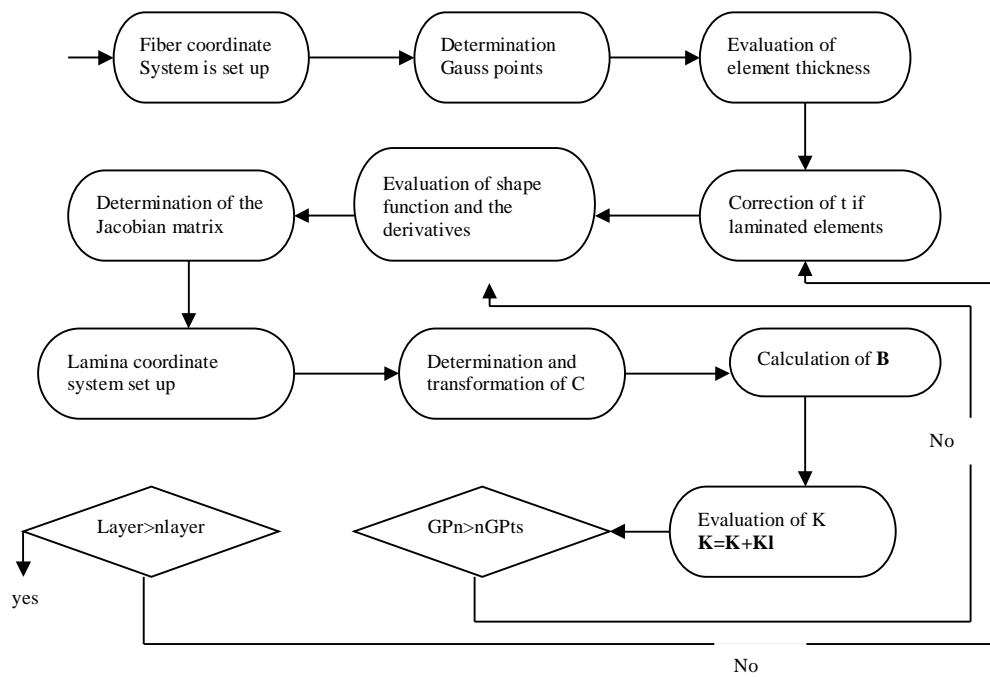 Fiber coordinate
System is set up
Determination
Gauss points
Evaluation of
element thickness
Evaluation of shape
function and the
derivatives
Determination of the
Jacobian matrix
Correction of t if
laminated elements
Lamina coordinate
system set up
Determination and
transformation of C
Calculation of B
No
Layer>nlayer
GPn>nGPts
Evaluation of K
K=K+Kl
yes
No